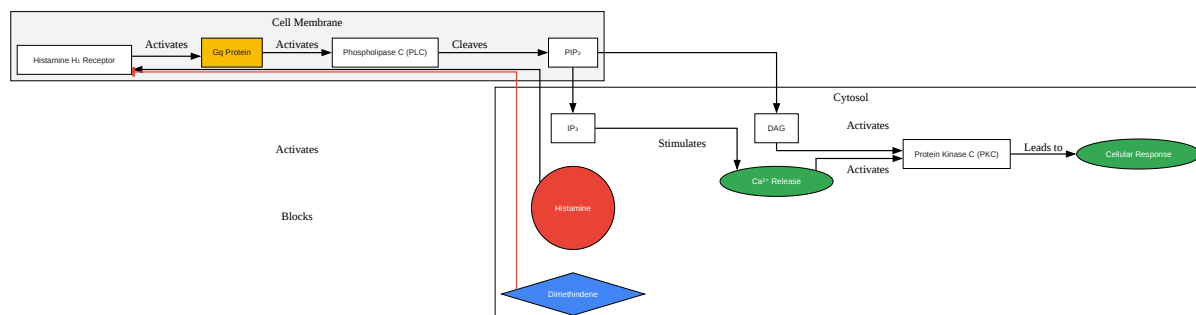 Cell Membrane
Histamine H₁ Receptor
Activates
Gq Protein
Activates
Phospholipase C (PLC)
Cleaves
PIP₂
Cytosol
IP₃
Stimulates
DAG
Activates
Activates
Protein Kinase C (PKC)
Leads to
Cellular Response
Activates
Ca²⁺ Release
Activates
Histamine
Blocks
Dimethindene